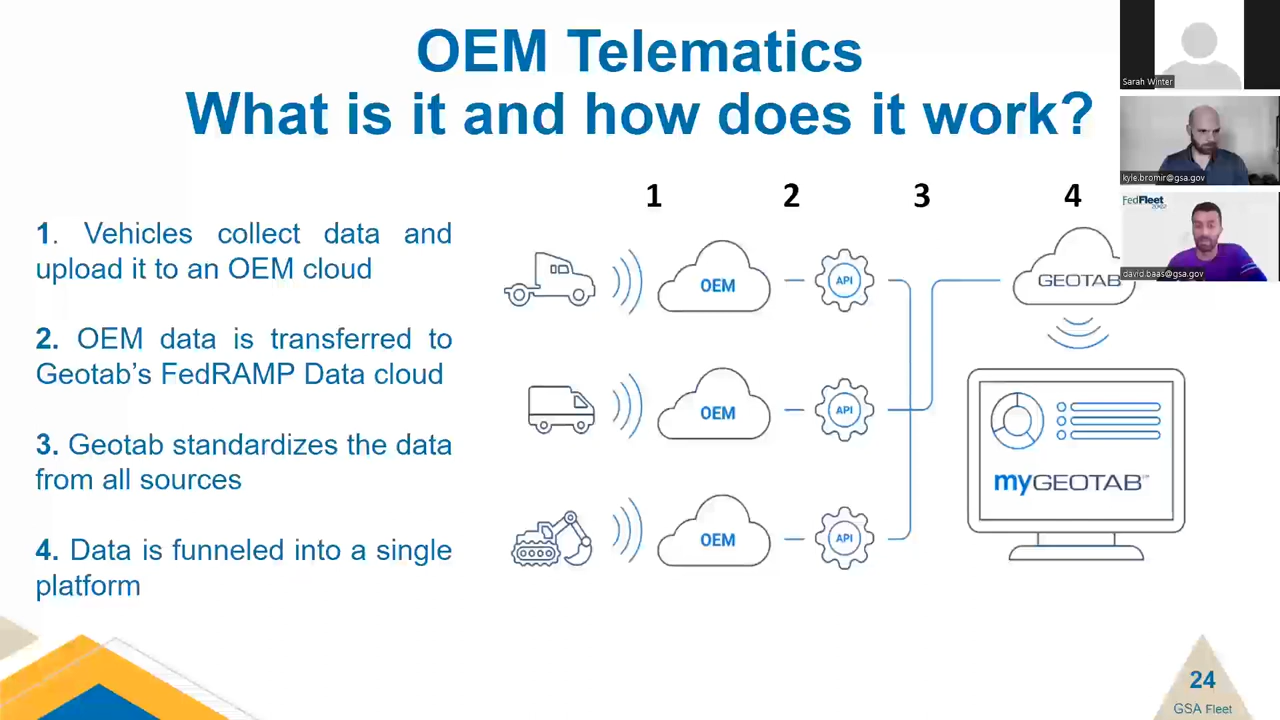 OEM Telematics
What is it and how does it work?
Sarah Winter
kyle.bromir@gsa.gov
FedFleet
david.baas@gsa.gov
1 2 3 4
1. Vehicles collect data and
upload it to an OEM cloud
2. OEM data is transferred to
Geotab’s FedRAMP Data cloud
3. Geotab standardizes the data
from all sources
4. Data is funneled into a single
platform
OEM API GEOTAB
OEM API
myGEOTAB
OEM API
24
GSA Fleet